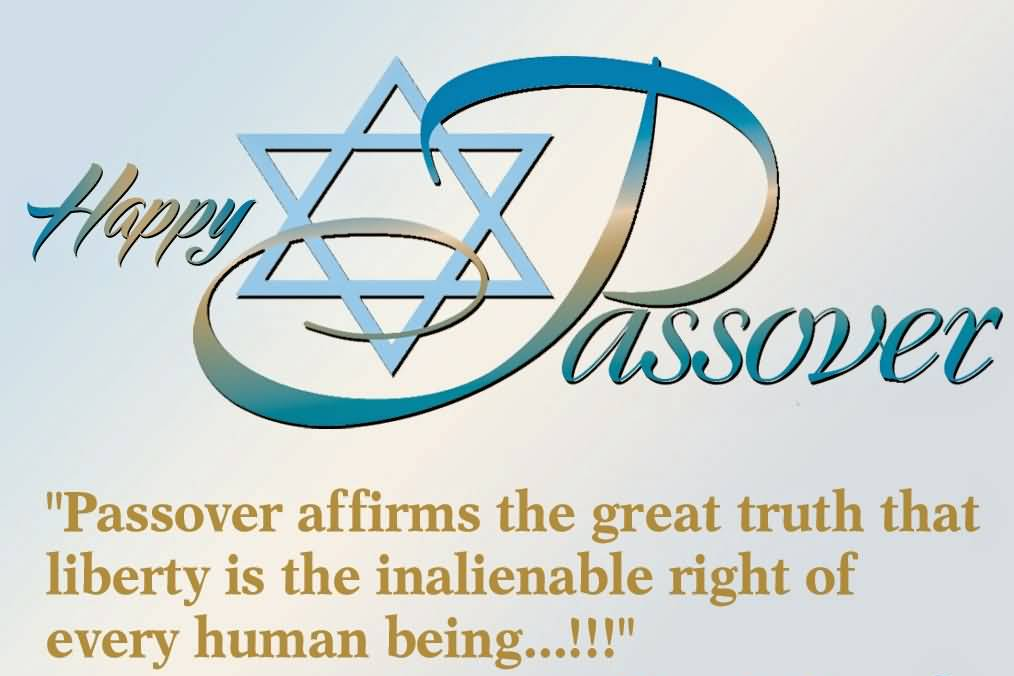 Happy Passover
"Passover affirms the great truth that
liberty is the inalienable right of
every human being...!!!"